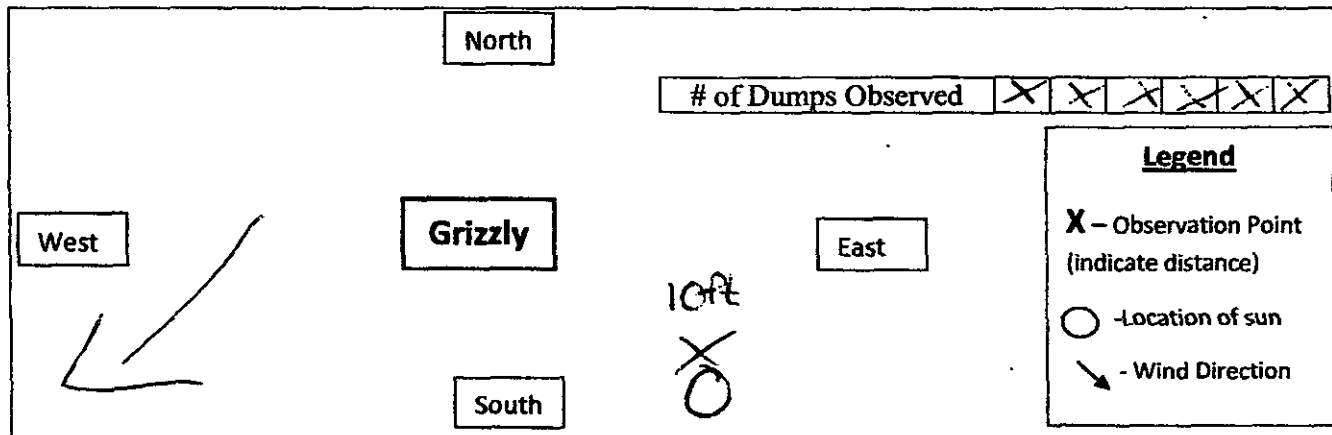 North
# of Dumps Observed X X X X X X
Legend
West
Grizzly
East
X – Observation Point
(indicate distance)
10ft
X
O -Location of sun
- Wind Direction
South